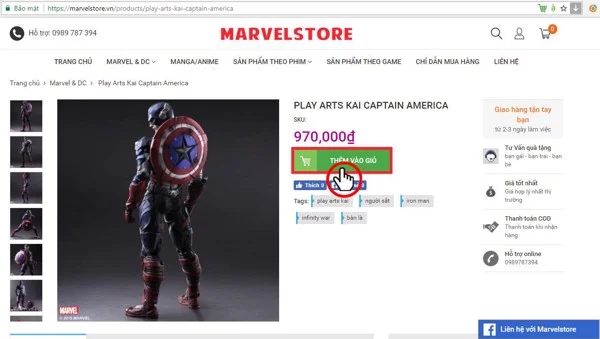 Bảo mật
https://marvelstore.vn/products/play-arts-kai-captain-america
Hỗ trợ: 0989 787 394
MARVELSTORE
0
TRANG CHỦ
MARVEL & DC
MANGA/ANIME
SẢN PHẨM THEO PHIM
SẢN PHẨM THEO GAME
CHỈ DẪN MUA HÀNG
LIÊN HỆ
Trang chủ > Marvel & DC > Play Arts Kai Captain America
PLAY ARTS KAI CAPTAIN AMERICA
SKU:
970,000₫
THÊM VÀO GIỎ
Thích 0
Tags:
play arts kai
người sắt
iron man
infinity war
bản là
MARVEL
Giao hàng tận tay
bạn
từ 2-3 ngày làm việc
Tư Vấn quà tặng
bạn gái - bạn trai - bé
Giá tốt nhất
Giá hợp lý nhất thị
trường
Thanh toán COD
Thanh toán khi nhận
hàng
Hỗ trợ online
0989787394
Liên hệ với Marvelstore